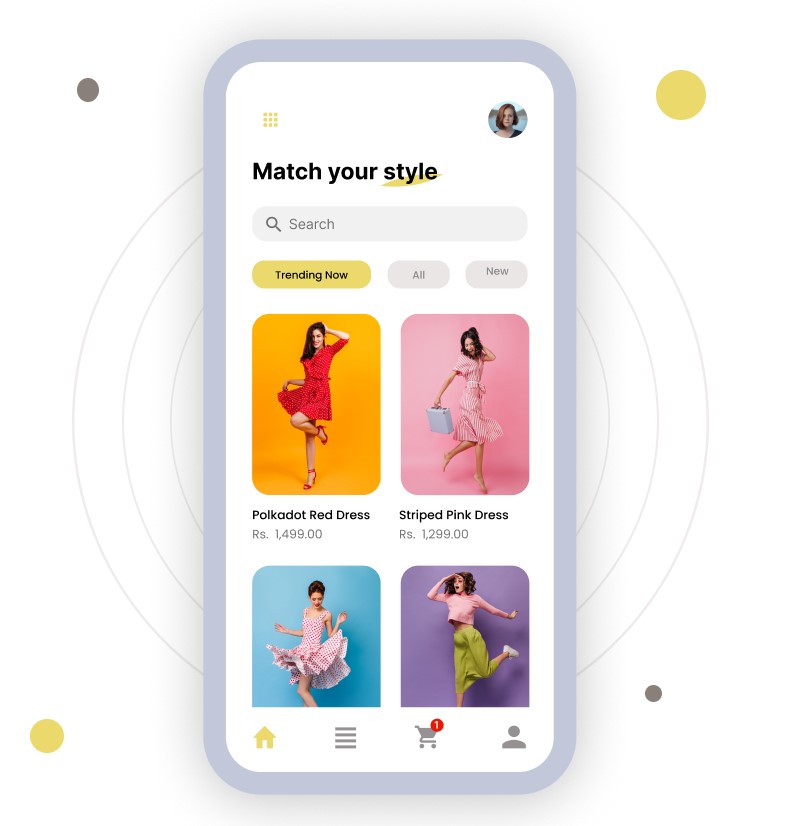 Match your style
Search
Trending Now
All
New
Polkadot Red Dress
Rs. 1,499.00
Striped Pink Dress
Rs. 1,299.00
1